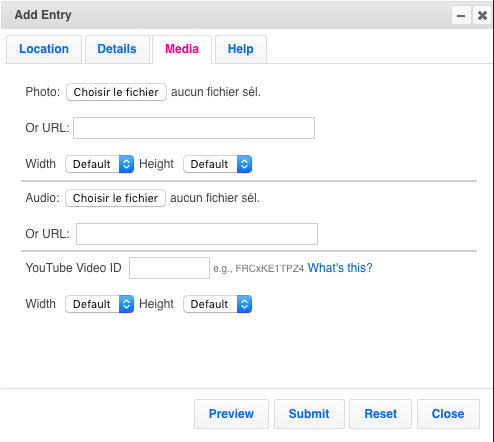 Add Entry
Location Details Media Help
Photo: Choisir le fichier aucun fichier sél.
Or URL:
Width Default Height Default
Audio: Choisir le fichier aucun fichier sél.
Or URL:
YouTube Video ID e.g., FRCxKE1TPZ4 What's this?
Width Default Height Default
Preview Submit Reset Close